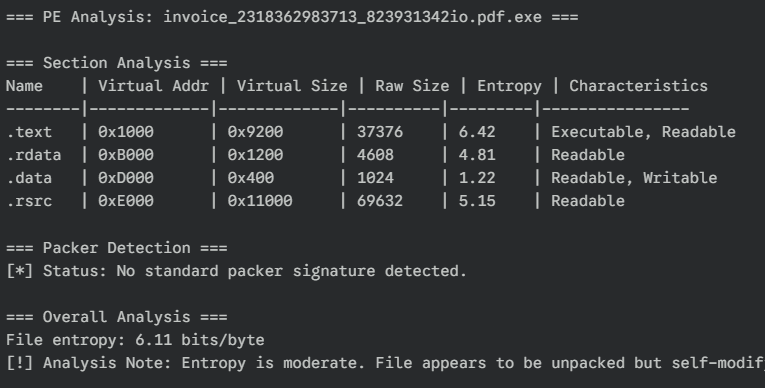 === PE Analysis: invoice_2318362983713_823931342io.pdf.exe ===
=== Section Analysis ===
Name    | Virtual Addr | Virtual Size | Raw Size | Entropy | Characteristics
--------|--------------|--------------|----------|---------|----------------
.text   | 0x1000       | 0x9200       | 37376    | 6.42    | Executable, Readable
.rdata  | 0xB000       | 0x1200       | 4608     | 4.81    | Readable
.data   | 0xD000       | 0x400        | 1024     | 1.22    | Readable, Writable
.rsrc   | 0xE000       | 0x11000      | 69632    | 5.15    | Readable
=== Packer Detection ===
[*] Status: No standard packer signature detected.
=== Overall Analysis ===
File entropy: 6.11 bits/byte
[!] Analysis Note: Entropy is moderate. File appears to be unpacked but self-modif